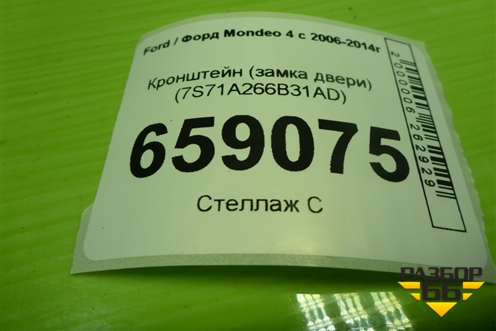 Ford / Форд Mondeo 4 с 2006-2014г
Кронштейн (замка двери)
(7S71A266B31AD)
659075
Стеллаж С
2000006262929
РАЗБОР
66